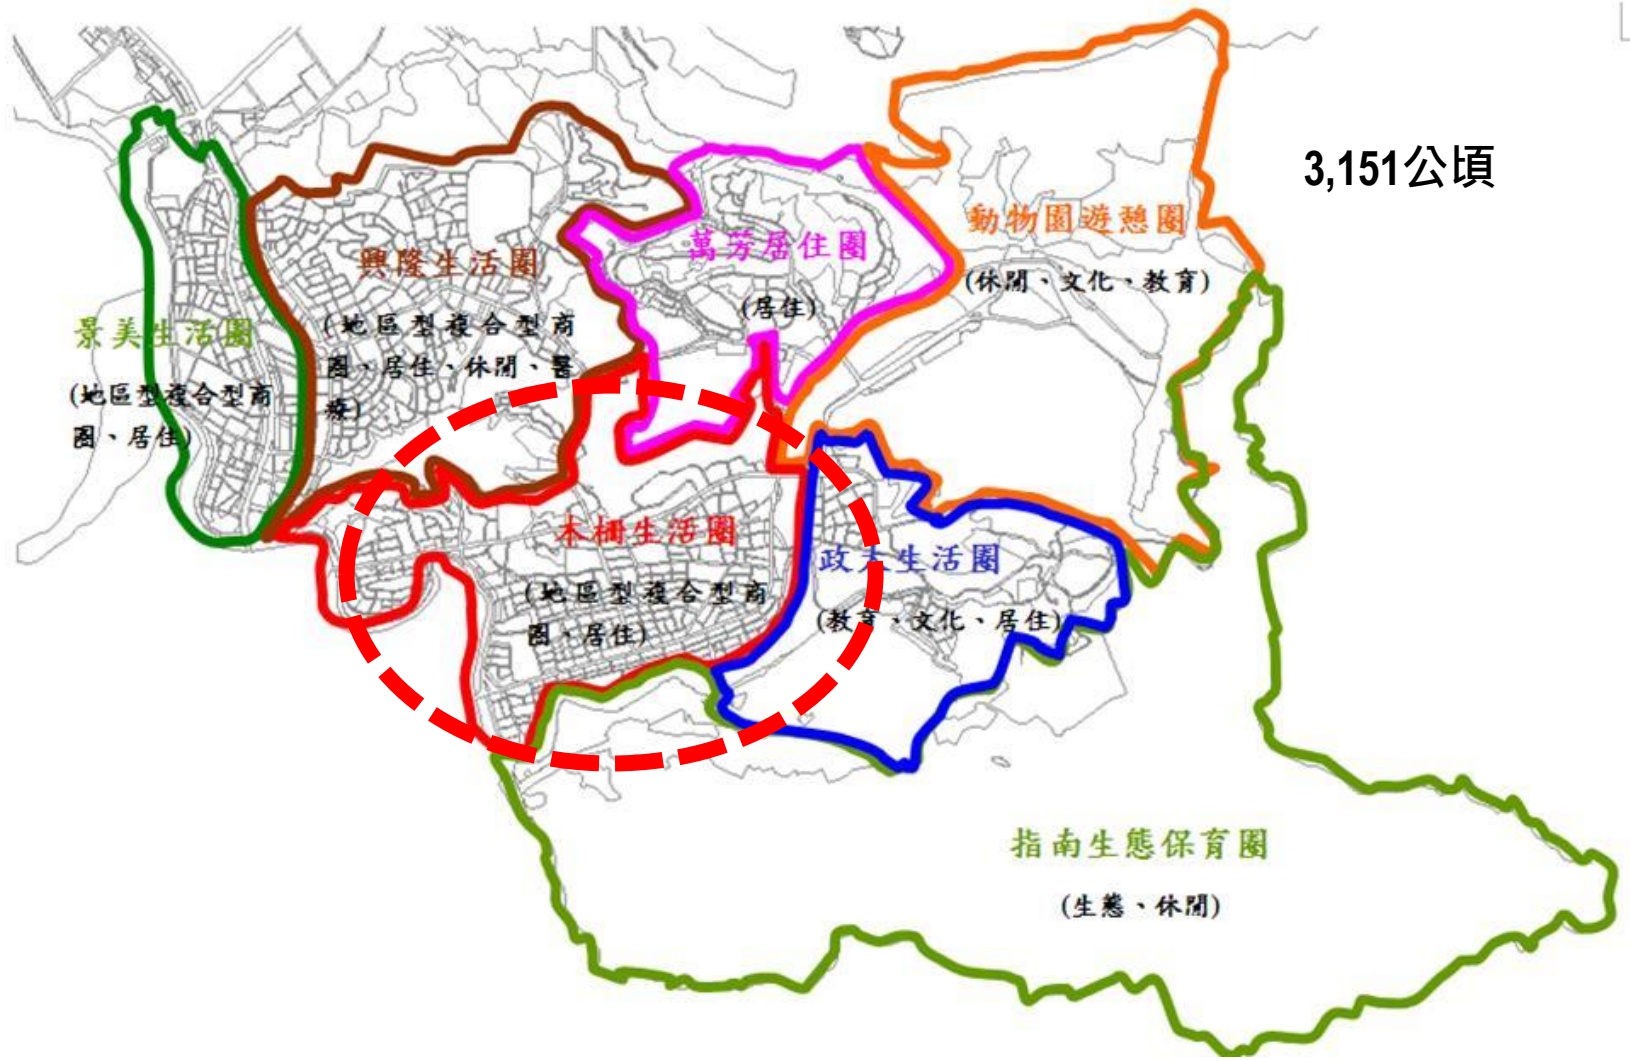 3,151公頃
動物園遊憩圈
(休閒、文化、教育)
萬芳居住圈
(居住)
興隆生活圈
(地區型複合型商
圈、居住、休閒、醫
療)
景美生活圈
(地區型複合型商
圈、居住)
木柵生活圈
(地區型複合型商
圈、居住)
政大生活圈
(教育、文化、居住)
指南生態保育圈
(生態、休閒)